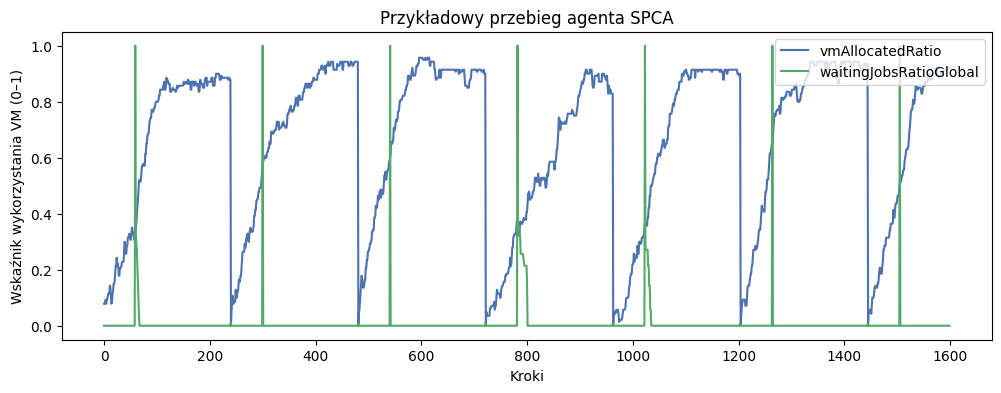 Przykładowy przebieg agenta SPCA
Wskaźnik wykorzystania VM (0–1)
1.0
0.8
0.6
0.4
0.2
0.0
vmAllocatedRatio
waitingJobsRatioGlobal
0 200 400 600 800 1000 1200 1400 1600
Kroki